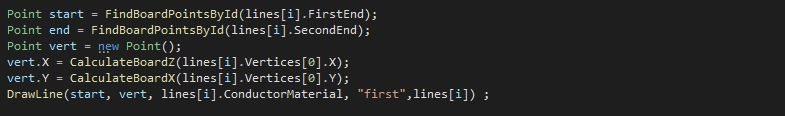 Point start = FindBoardPointsById(lines[i].FirstEnd);
Point end = FindBoardPointsById(lines[i].SecondEnd);
Point vert = new Point();
vert.X = CalculateBoardZ(lines[i].Vertices[0].X);
vert.Y = CalculateBoardX(lines[i].Vertices[0].Y);
DrawLine(start, vert, lines[i].ConductorMaterial, "first",lines[i]) ;